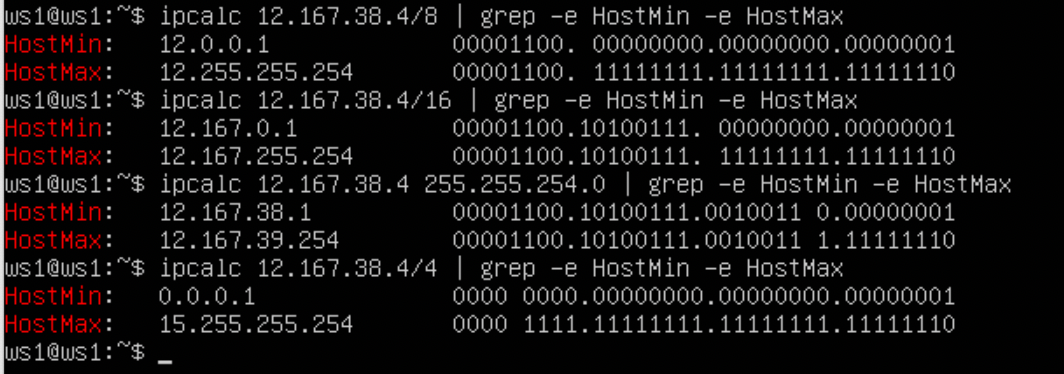 ws1@ws1:~$ ipcalc 12.167.38.4/8 | grep -e HostMin -e HostMax
HostMin:   12.0.0.1             00001100. 00000000.00000000.00000001
HostMax:   12.255.255.254       00001100. 11111111.11111111.11111110
ws1@ws1:~$ ipcalc 12.167.38.4/16 | grep -e HostMin -e HostMax
HostMin:   12.167.0.1           00001100.10100111. 00000000.00000001
HostMax:   12.167.255.254       00001100.10100111. 11111111.11111110
ws1@ws1:~$ ipcalc 12.167.38.4 255.255.254.0 | grep -e HostMin -e HostMax
HostMin:   12.167.38.1          00001100.10100111.0010011 0.00000001
HostMax:   12.167.39.254        00001100.10100111.0010011 1.11111110
ws1@ws1:~$ ipcalc 12.167.38.4/4 | grep -e HostMin -e HostMax
HostMin:   0.0.0.1              0000 0000.00000000.00000000.00000001
HostMax:   15.255.255.254       0000 1111.11111111.11111111.11111110
ws1@ws1:~$ _